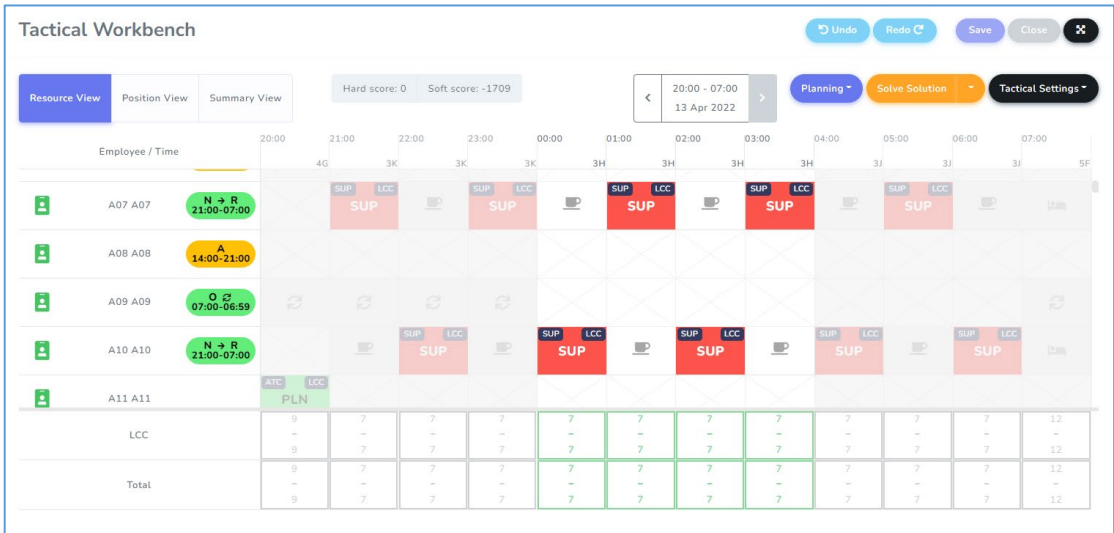 Tactical Workbench
Undo Redo Save Close
Resource View Position View Summary View
Hard score: 0 Soft score: -1709
20:00 - 07:00
13 Apr 2022
Planning Solve Solution Tactical Settings
Employee / Time
20:00 21:00 22:00 23:00 00:00 01:00 02:00 03:00 04:00 05:00 06:00 07:00
4G 3K 3K 3K 3H 3H 3H 3H 3J 3J 3J 5F
A07 A07
N → R
21:00-07:00
SUP LCC SUP LCC SUP LCC SUP LCC SUP LCC
SUP SUP SUP SUP SUP
A08 A08
A
14:00-21:00
A09 A09
O
07:00-06:59
A10 A10
N → R
21:00-07:00
SUP LCC SUP LCC SUP LCC SUP LCC SUP LCC
SUP SUP SUP SUP SUP
A11 A11
ATC LCC
PLN
LCC
9 7 7 7 7 7 7 7 7 7 7 12
- - - - - - - - - - - -
9 7 7 7 7 7 7 7 7 7 7 12
Total
9 7 7 7 7 7 7 7 7 7 7 12
- - - - - - - - - - - -
9 7 7 7 7 7 7 7 7 7 7 12